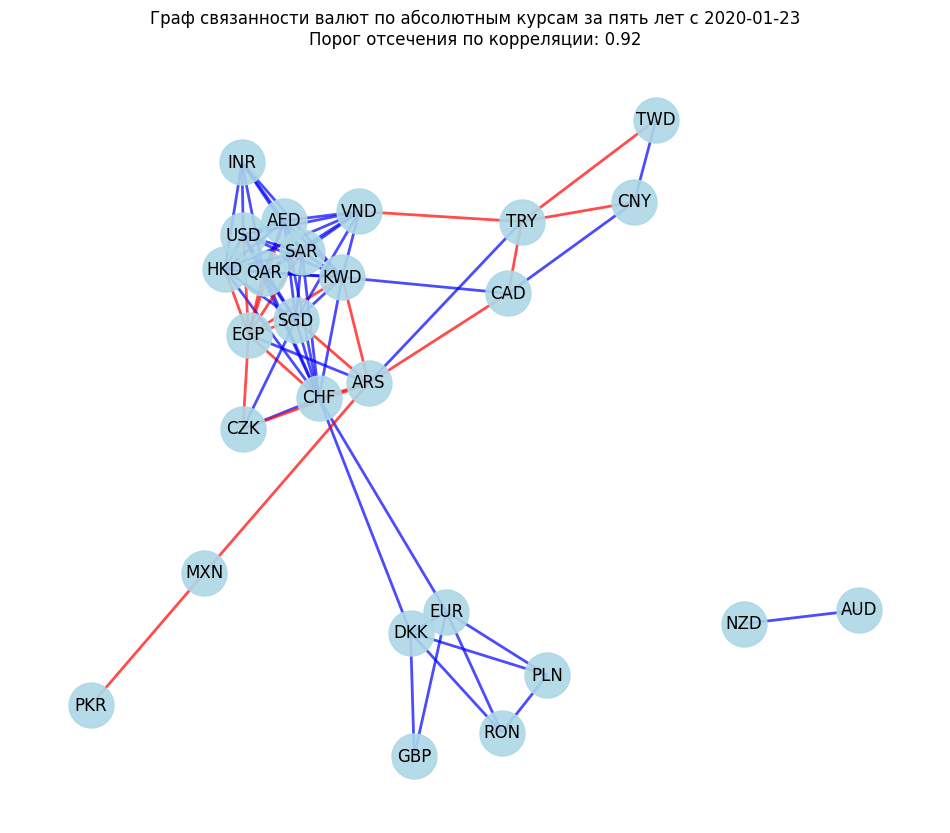 Граф связанности валют по абсолютным курсам за пять лет с 2020-01-23
Порог отсечения по корреляции: 0.92
TWD
INR
CNY
VND
AED
TRY
USD
SAR
HKD
QAR
KWD
CAD
SGD
EGP
ARS
CHF
CZK
MXN
EUR
AUD
NZD
DKK
PLN
PKR
RON
GBP